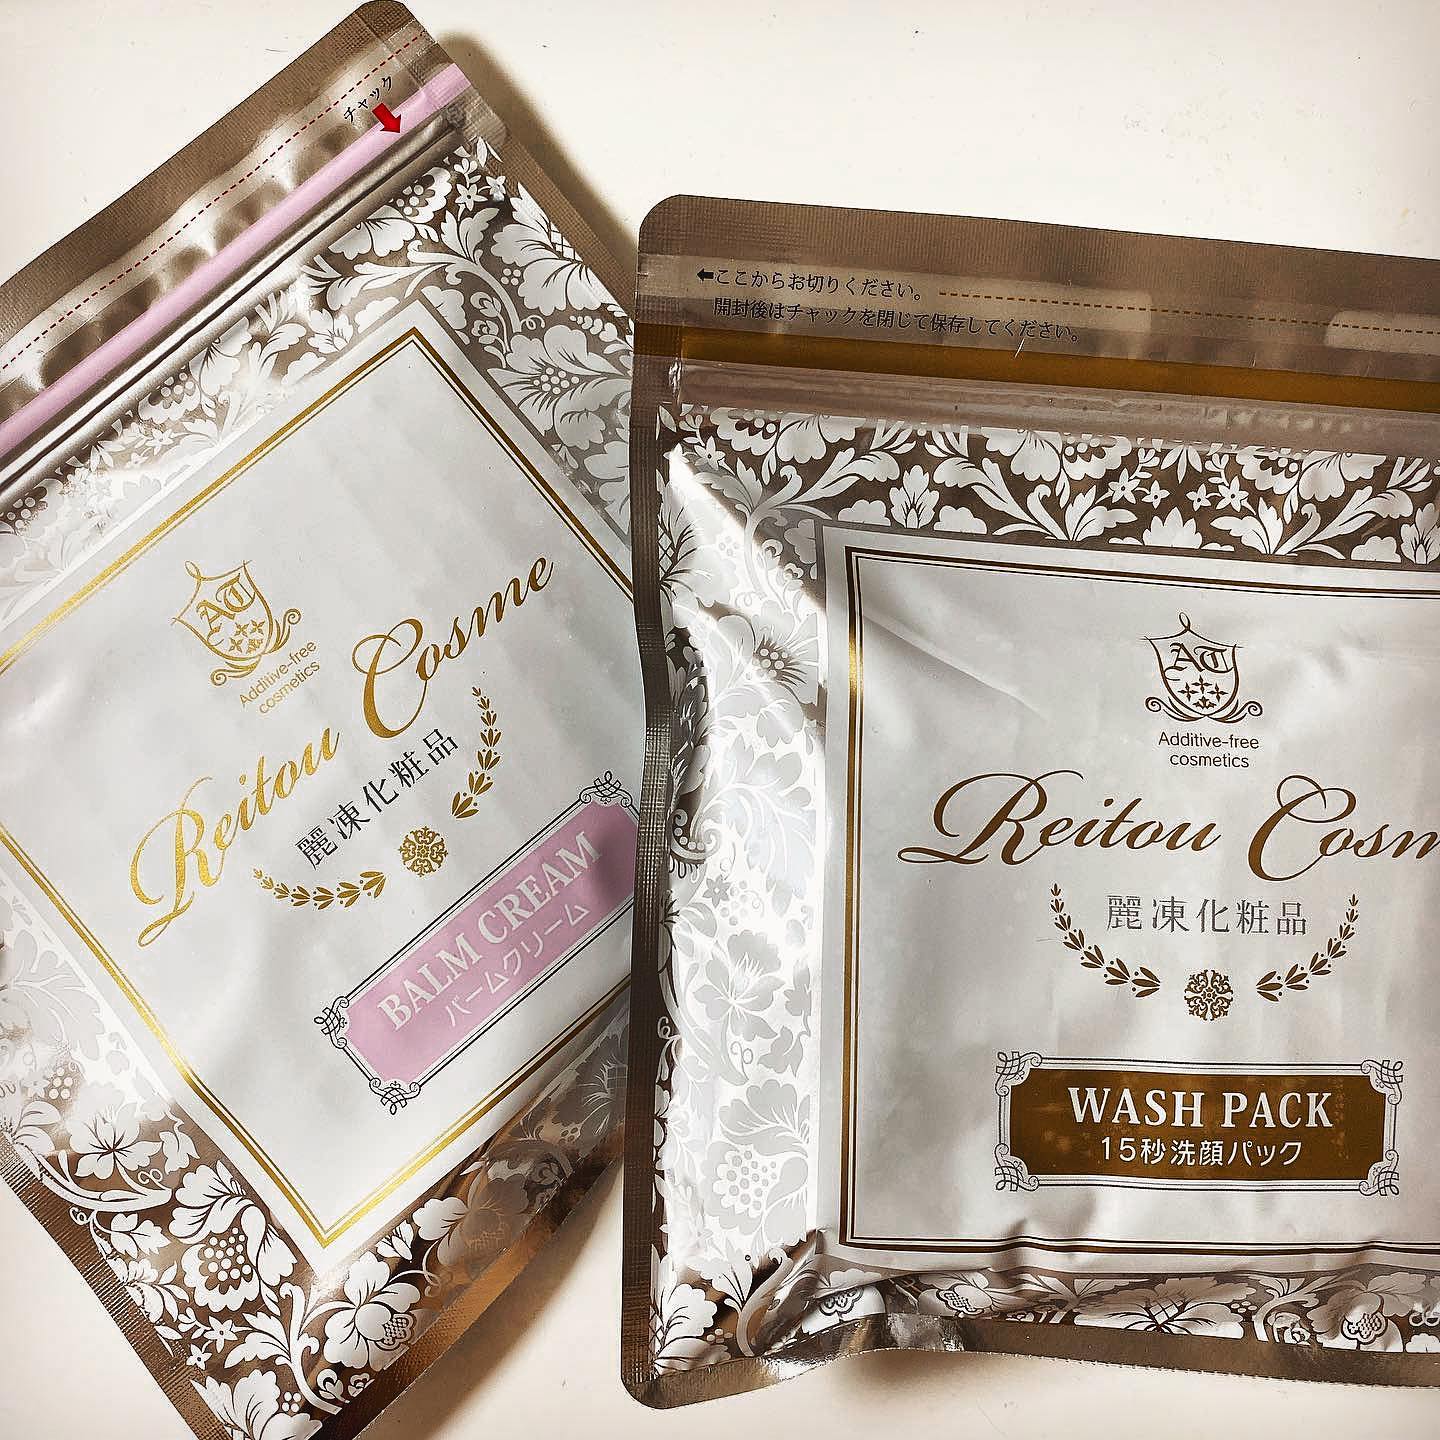 チャック
AT
Additive-free
cosmetics
Reitou Cosme
麗凍化粧品
BALM CREAM
バームクリーム
←ここからお切りください。
開封後はチャックを閉じて保存してください。
AT
Additive-free
cosmetics
Reitou Cosm
麗凍化粧品
WASH PACK
15秒洗顔パック